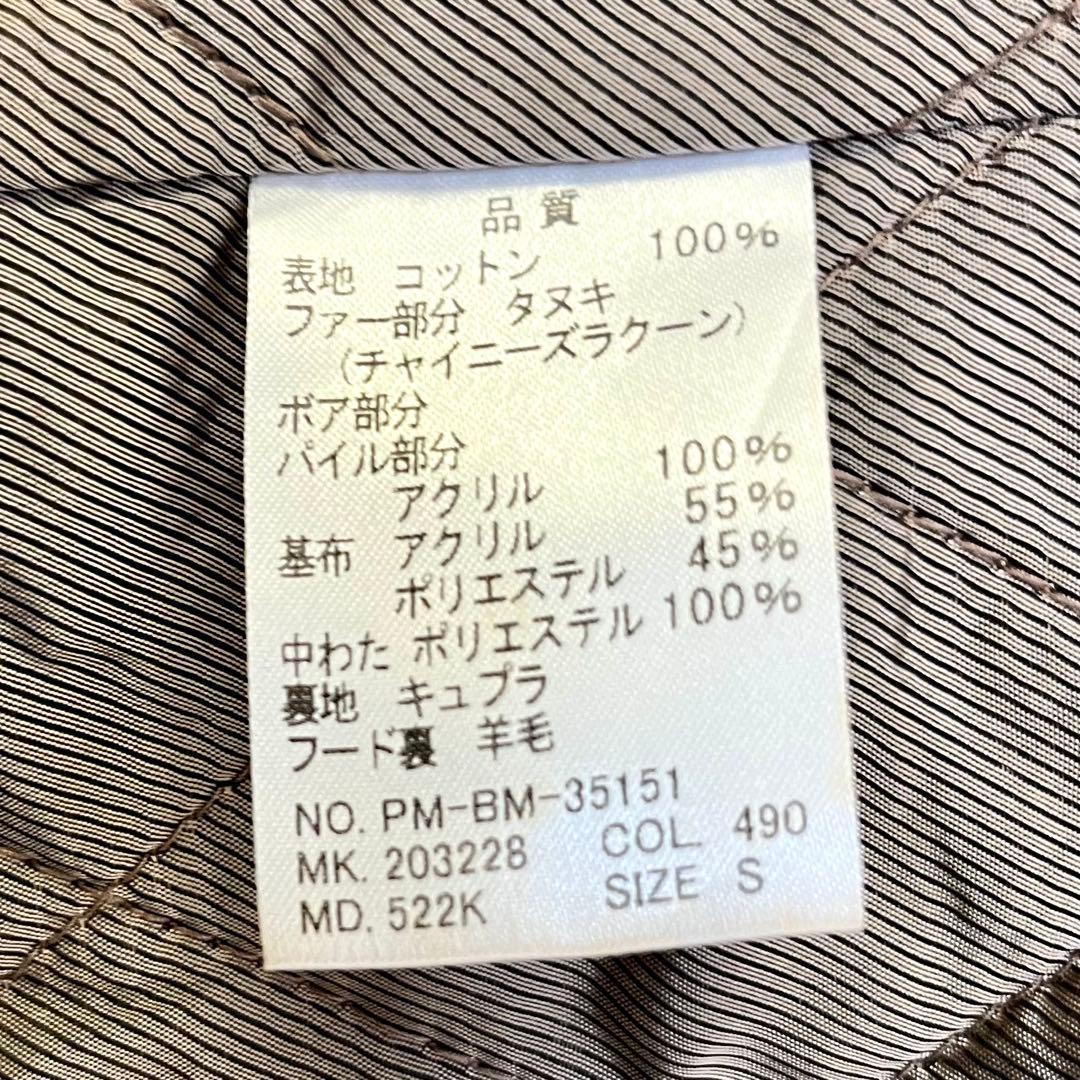 品質
表地 コットン 100%
ファー部分 タヌキ
(チャイニーズラクーン)
ボア部分
パイル部分
アクリル 100%
基布 アクリル 55%
ポリエステル 45%
中わた ポリエステル 100%
裏地 キュプラ
フード裏 羊毛
NO. PM-BM-35151
MK. 203228 COL. 490
MD. 522K SIZE S